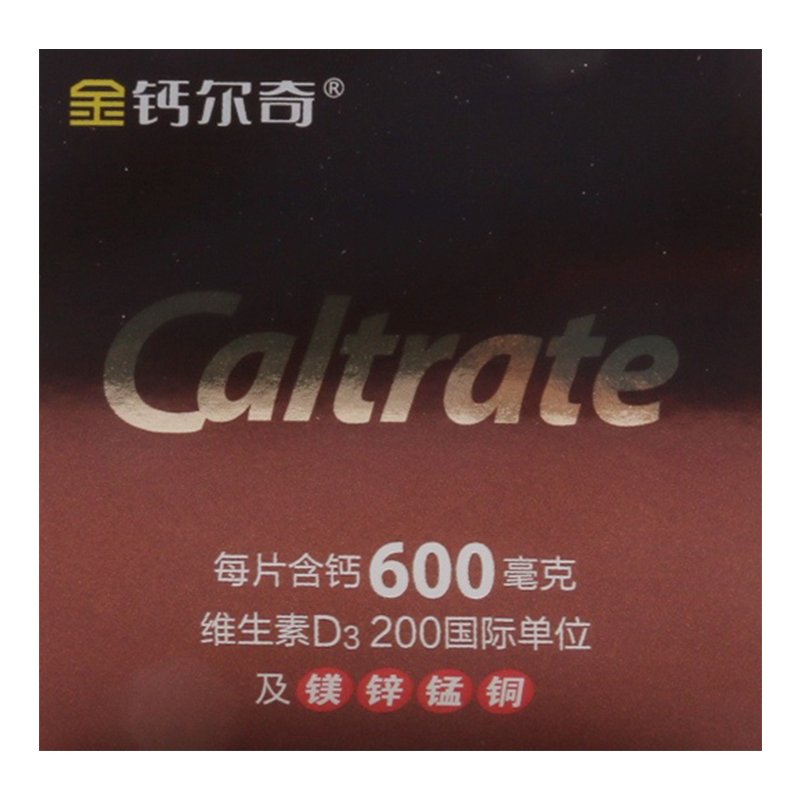 金钙尔奇®
Caltrate
每片含钙600毫克
维生素D3 200国际单位
及镁锌锰铜